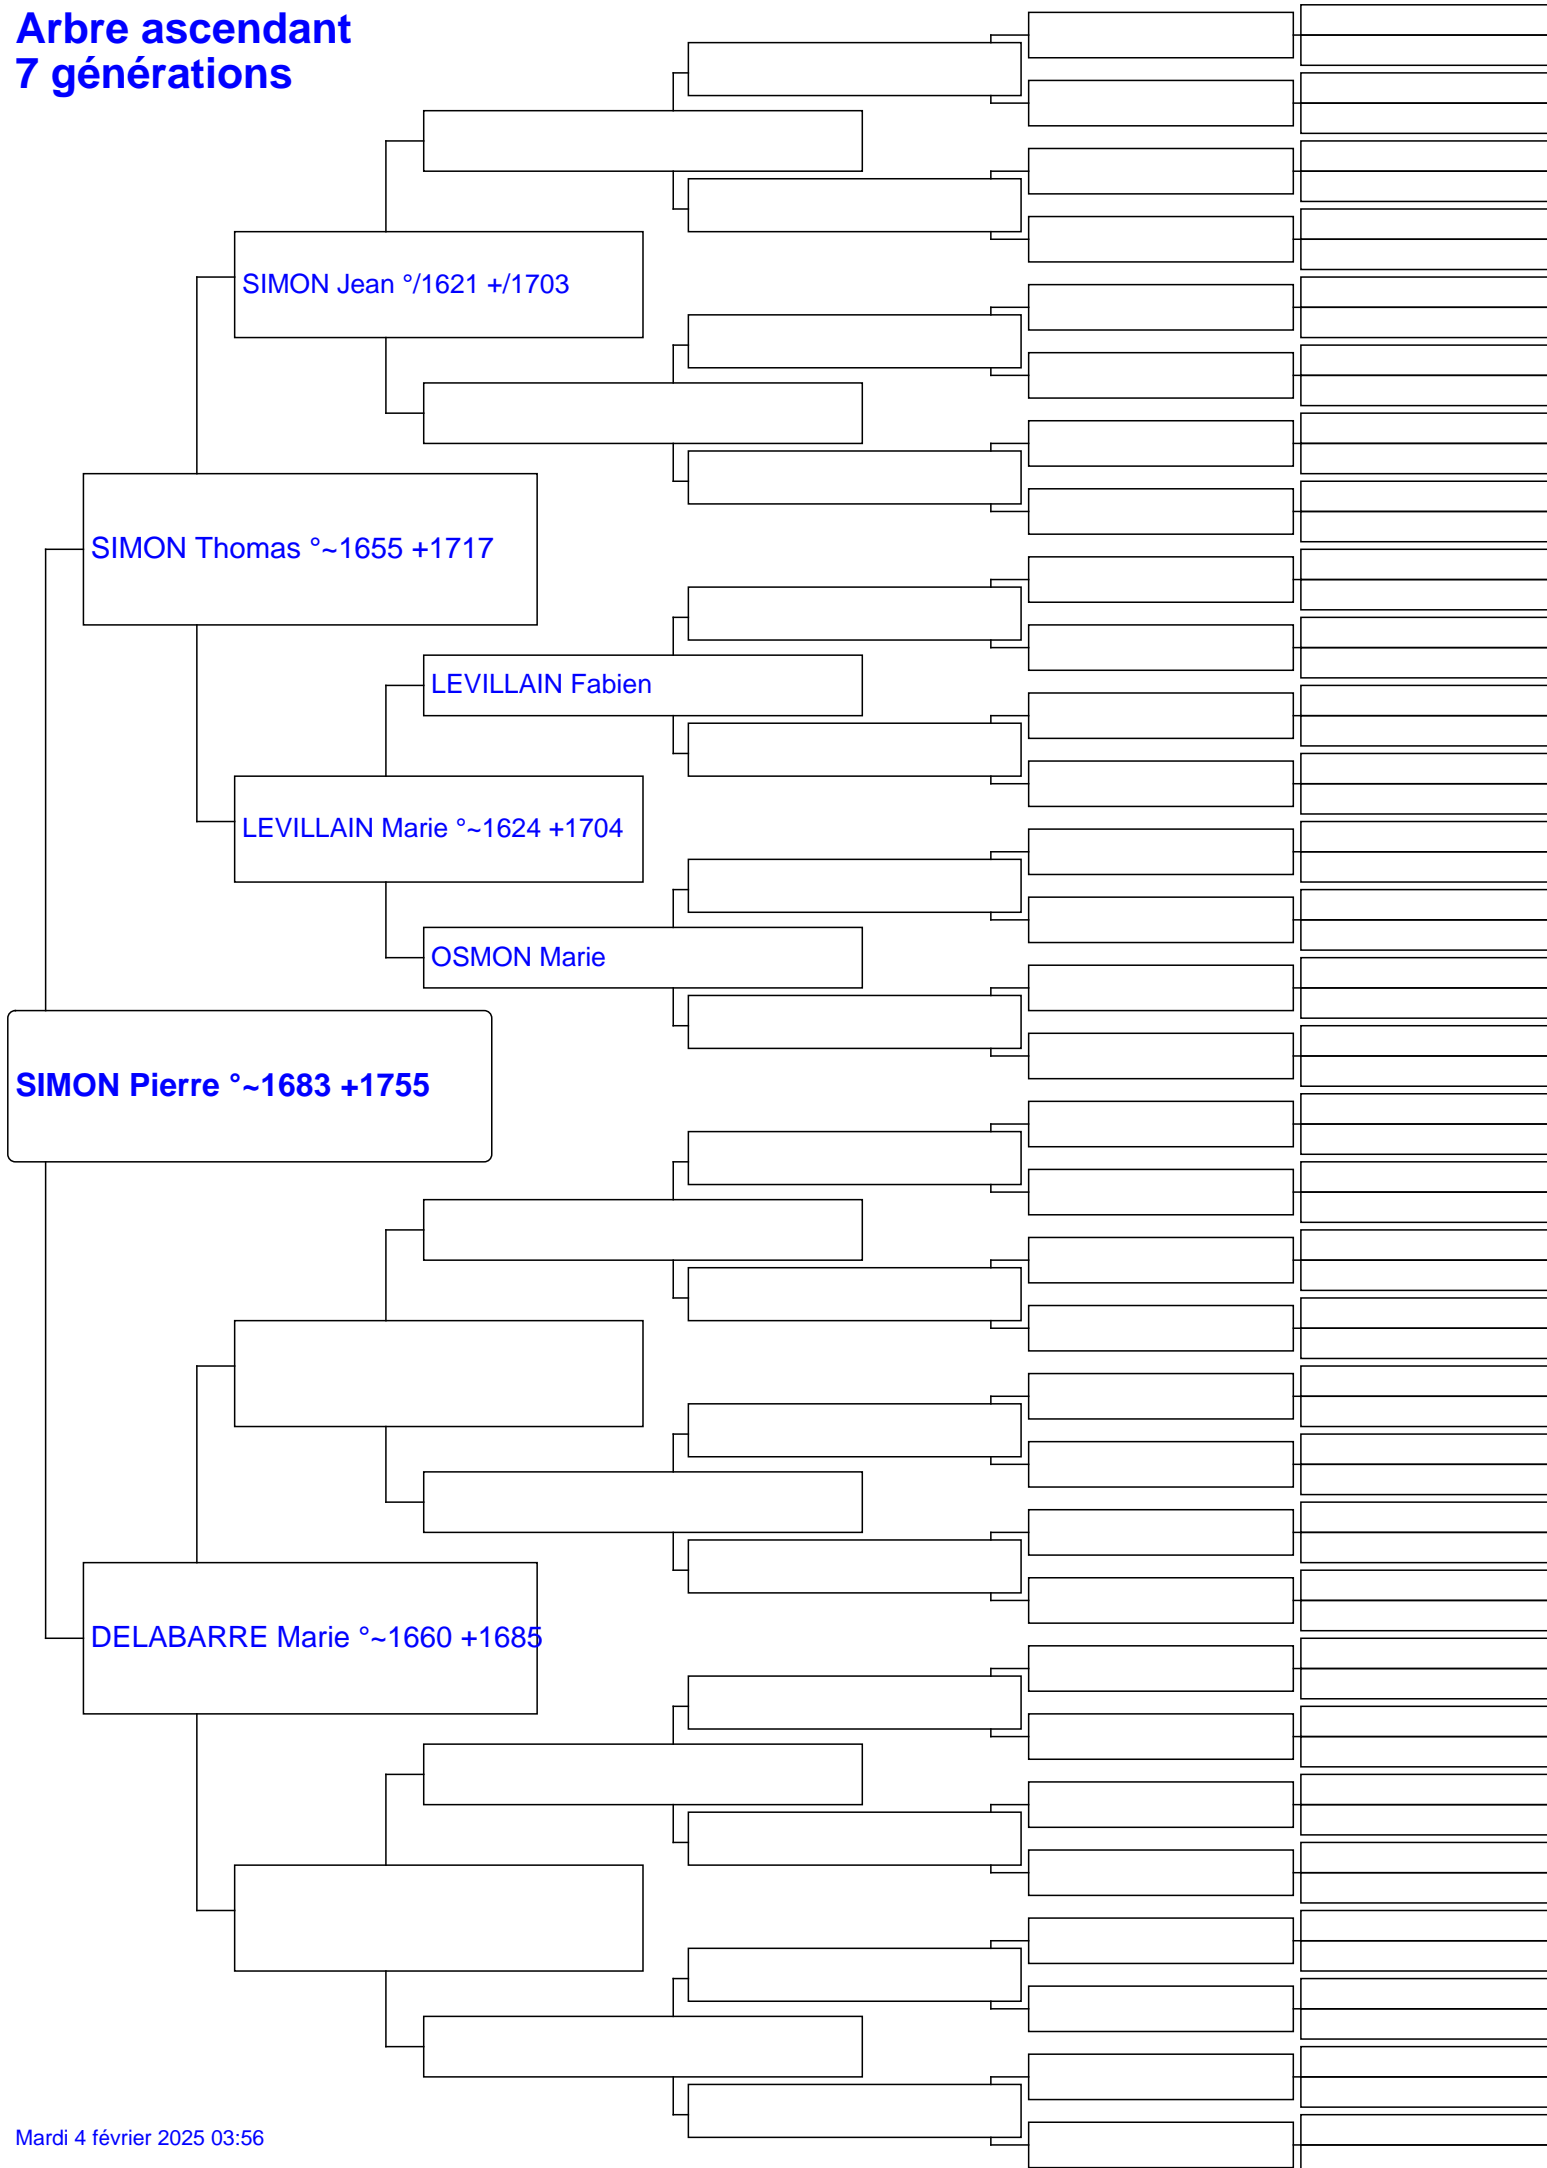 Arbre ascendant
7 générations
SIMON Jean °/1621 +/1703
SIMON Thomas °~1655 +1717
LEVILLAIN Fabien
LEVILLAIN Marie °~1624 +1704
OSMON Marie
SIMON Pierre °~1683 +1755
DELABARRE Marie °~1660 +1685
Mardi 4 février 2025 03:56